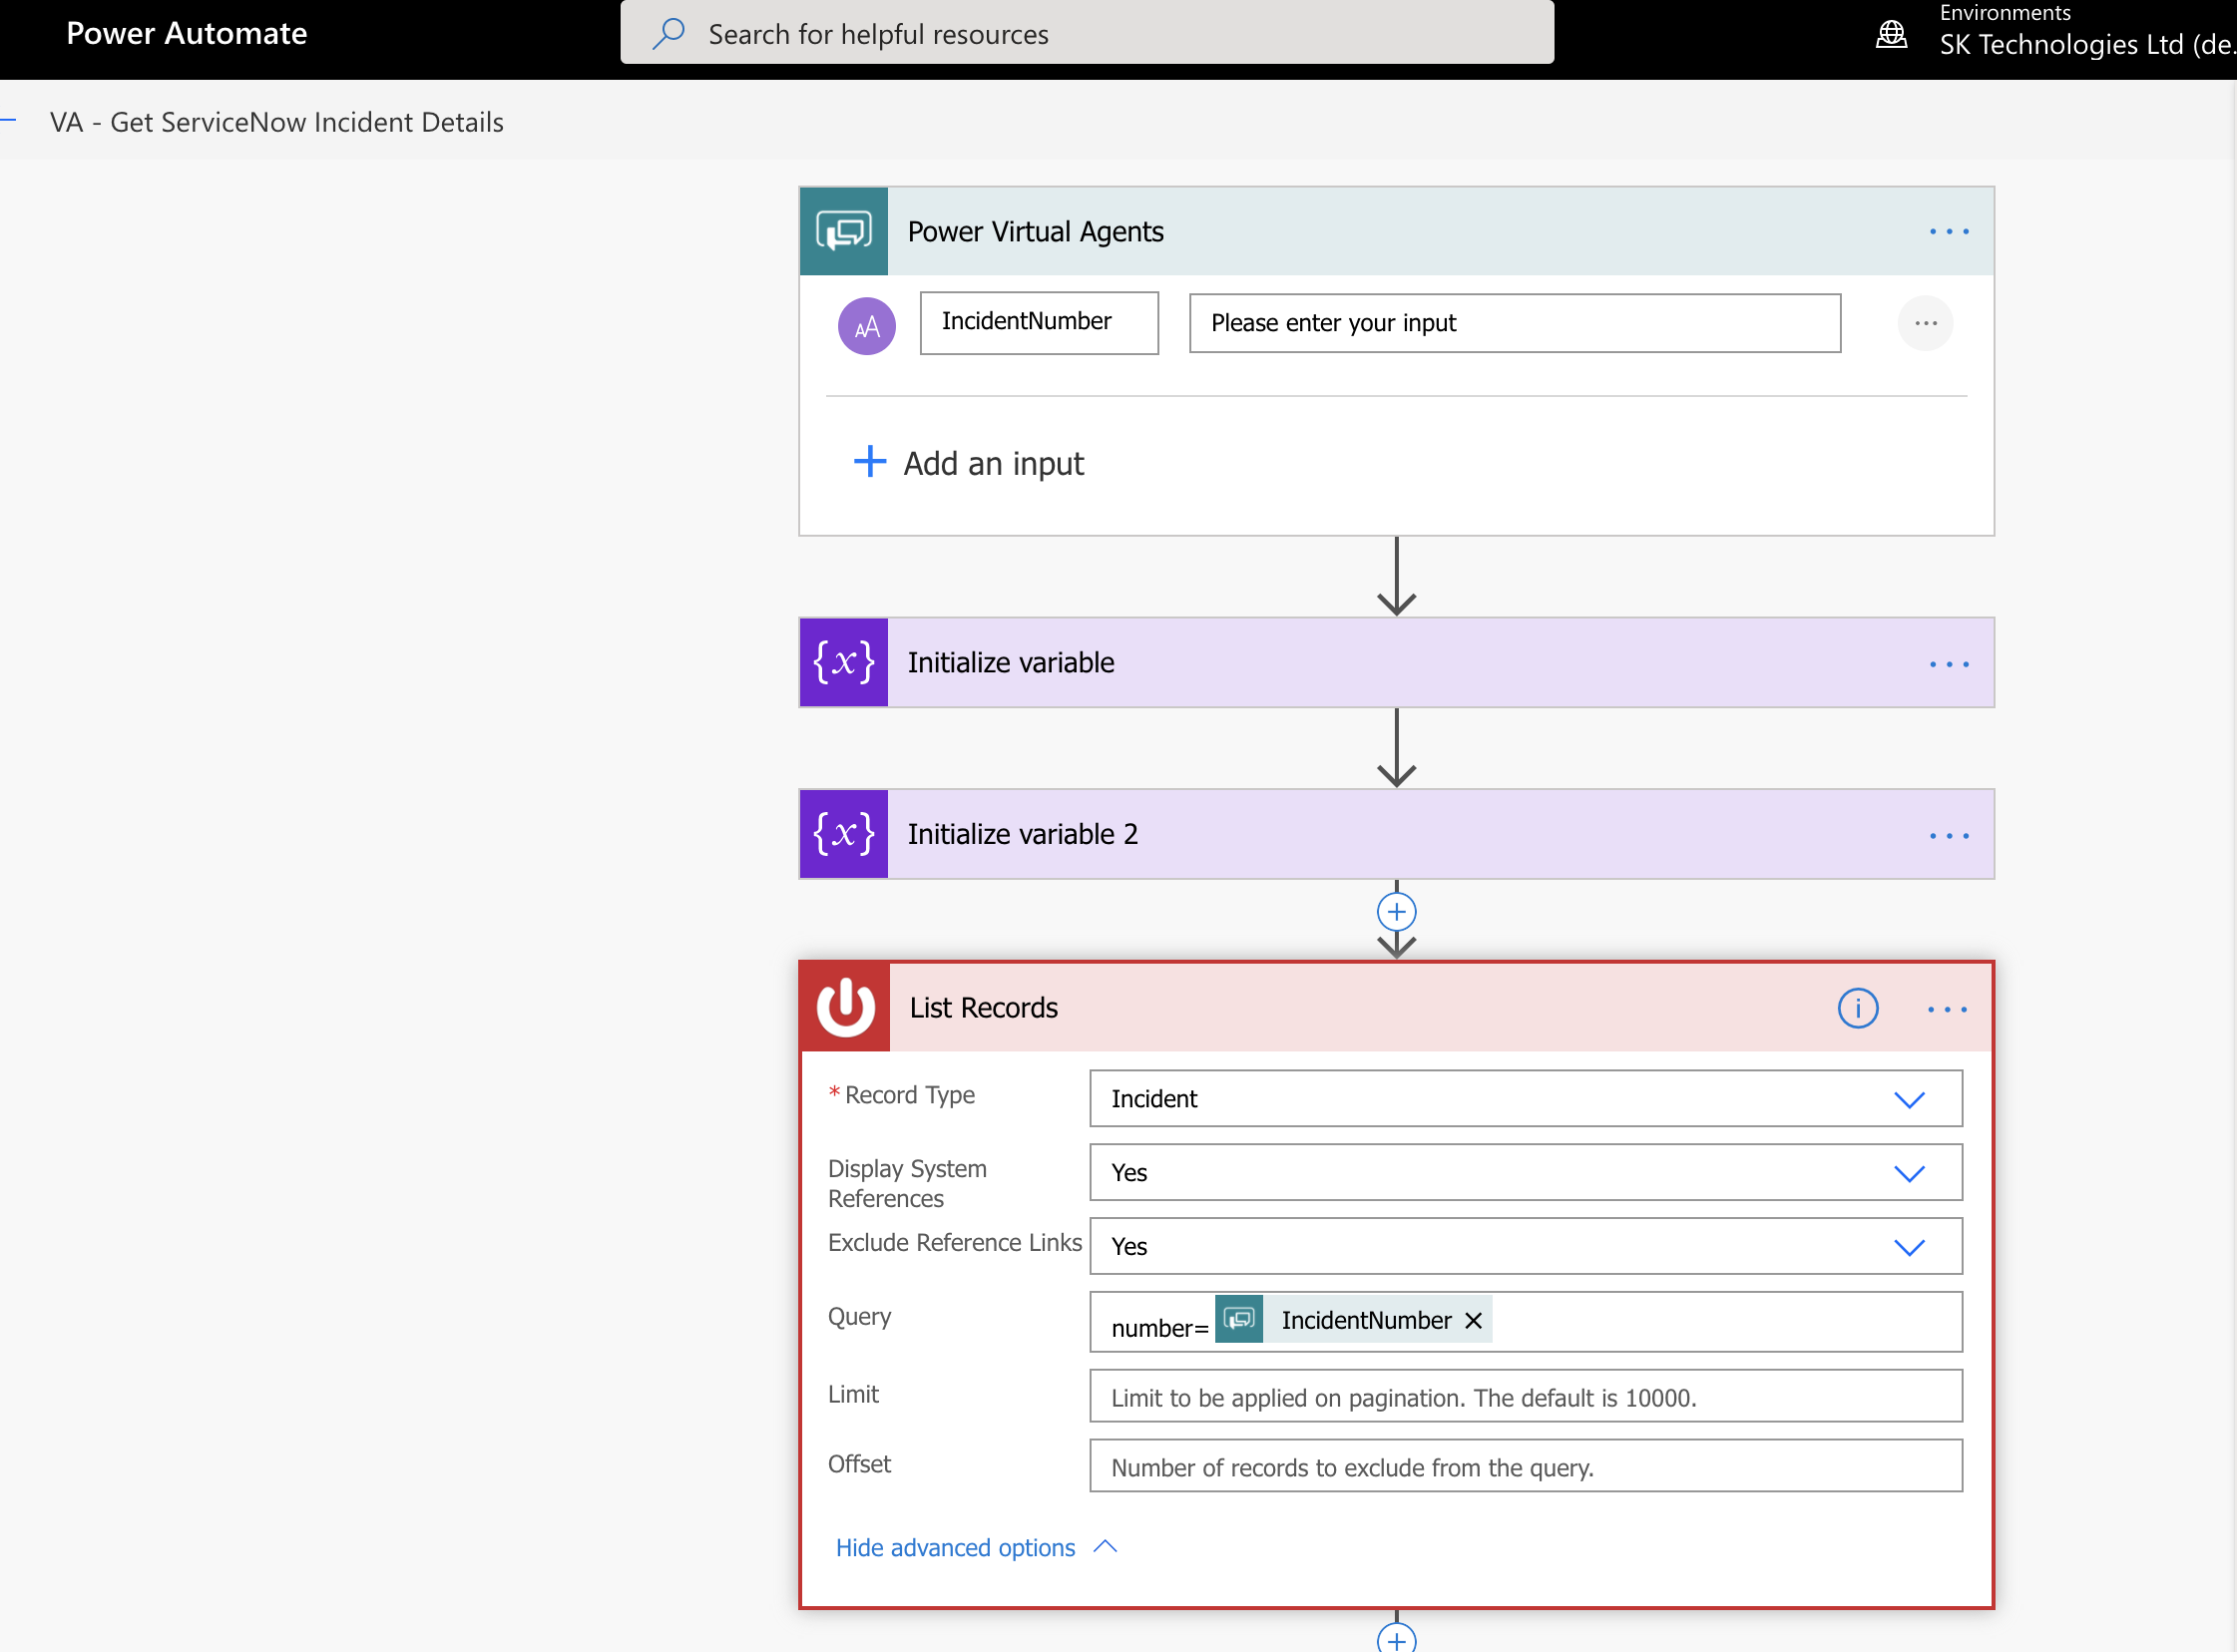 Power Automate
Search for helpful resources
Environments
SK Technologies Ltd (de.
VA - Get ServiceNow Incident Details
Power Virtual Agents
AA
IncidentNumber
Please enter your input
Add an input
{x}
Initialize variable
{x}
Initialize variable 2
List Records
* Record Type
Incident
Display System
References
Yes
Exclude Reference Links
Yes
Query
number= IncidentNumber
Limit
Limit to be applied on pagination. The default is 10000.
Offset
Number of records to exclude from the query.
Hide advanced options